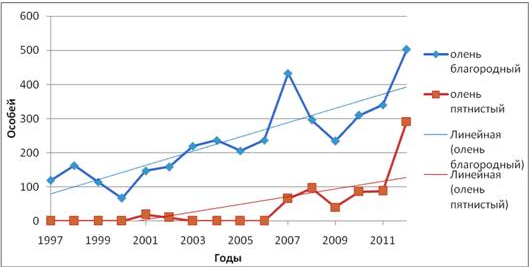 600
500
400
300
200
100
0
Особей
1997 1999 2001 2003 2005 2007 2009 2011
Годы
олень
благородный
олень
пятнистый
Линейная
(олень
благородный)
Линейная
(олень
пятнистый)